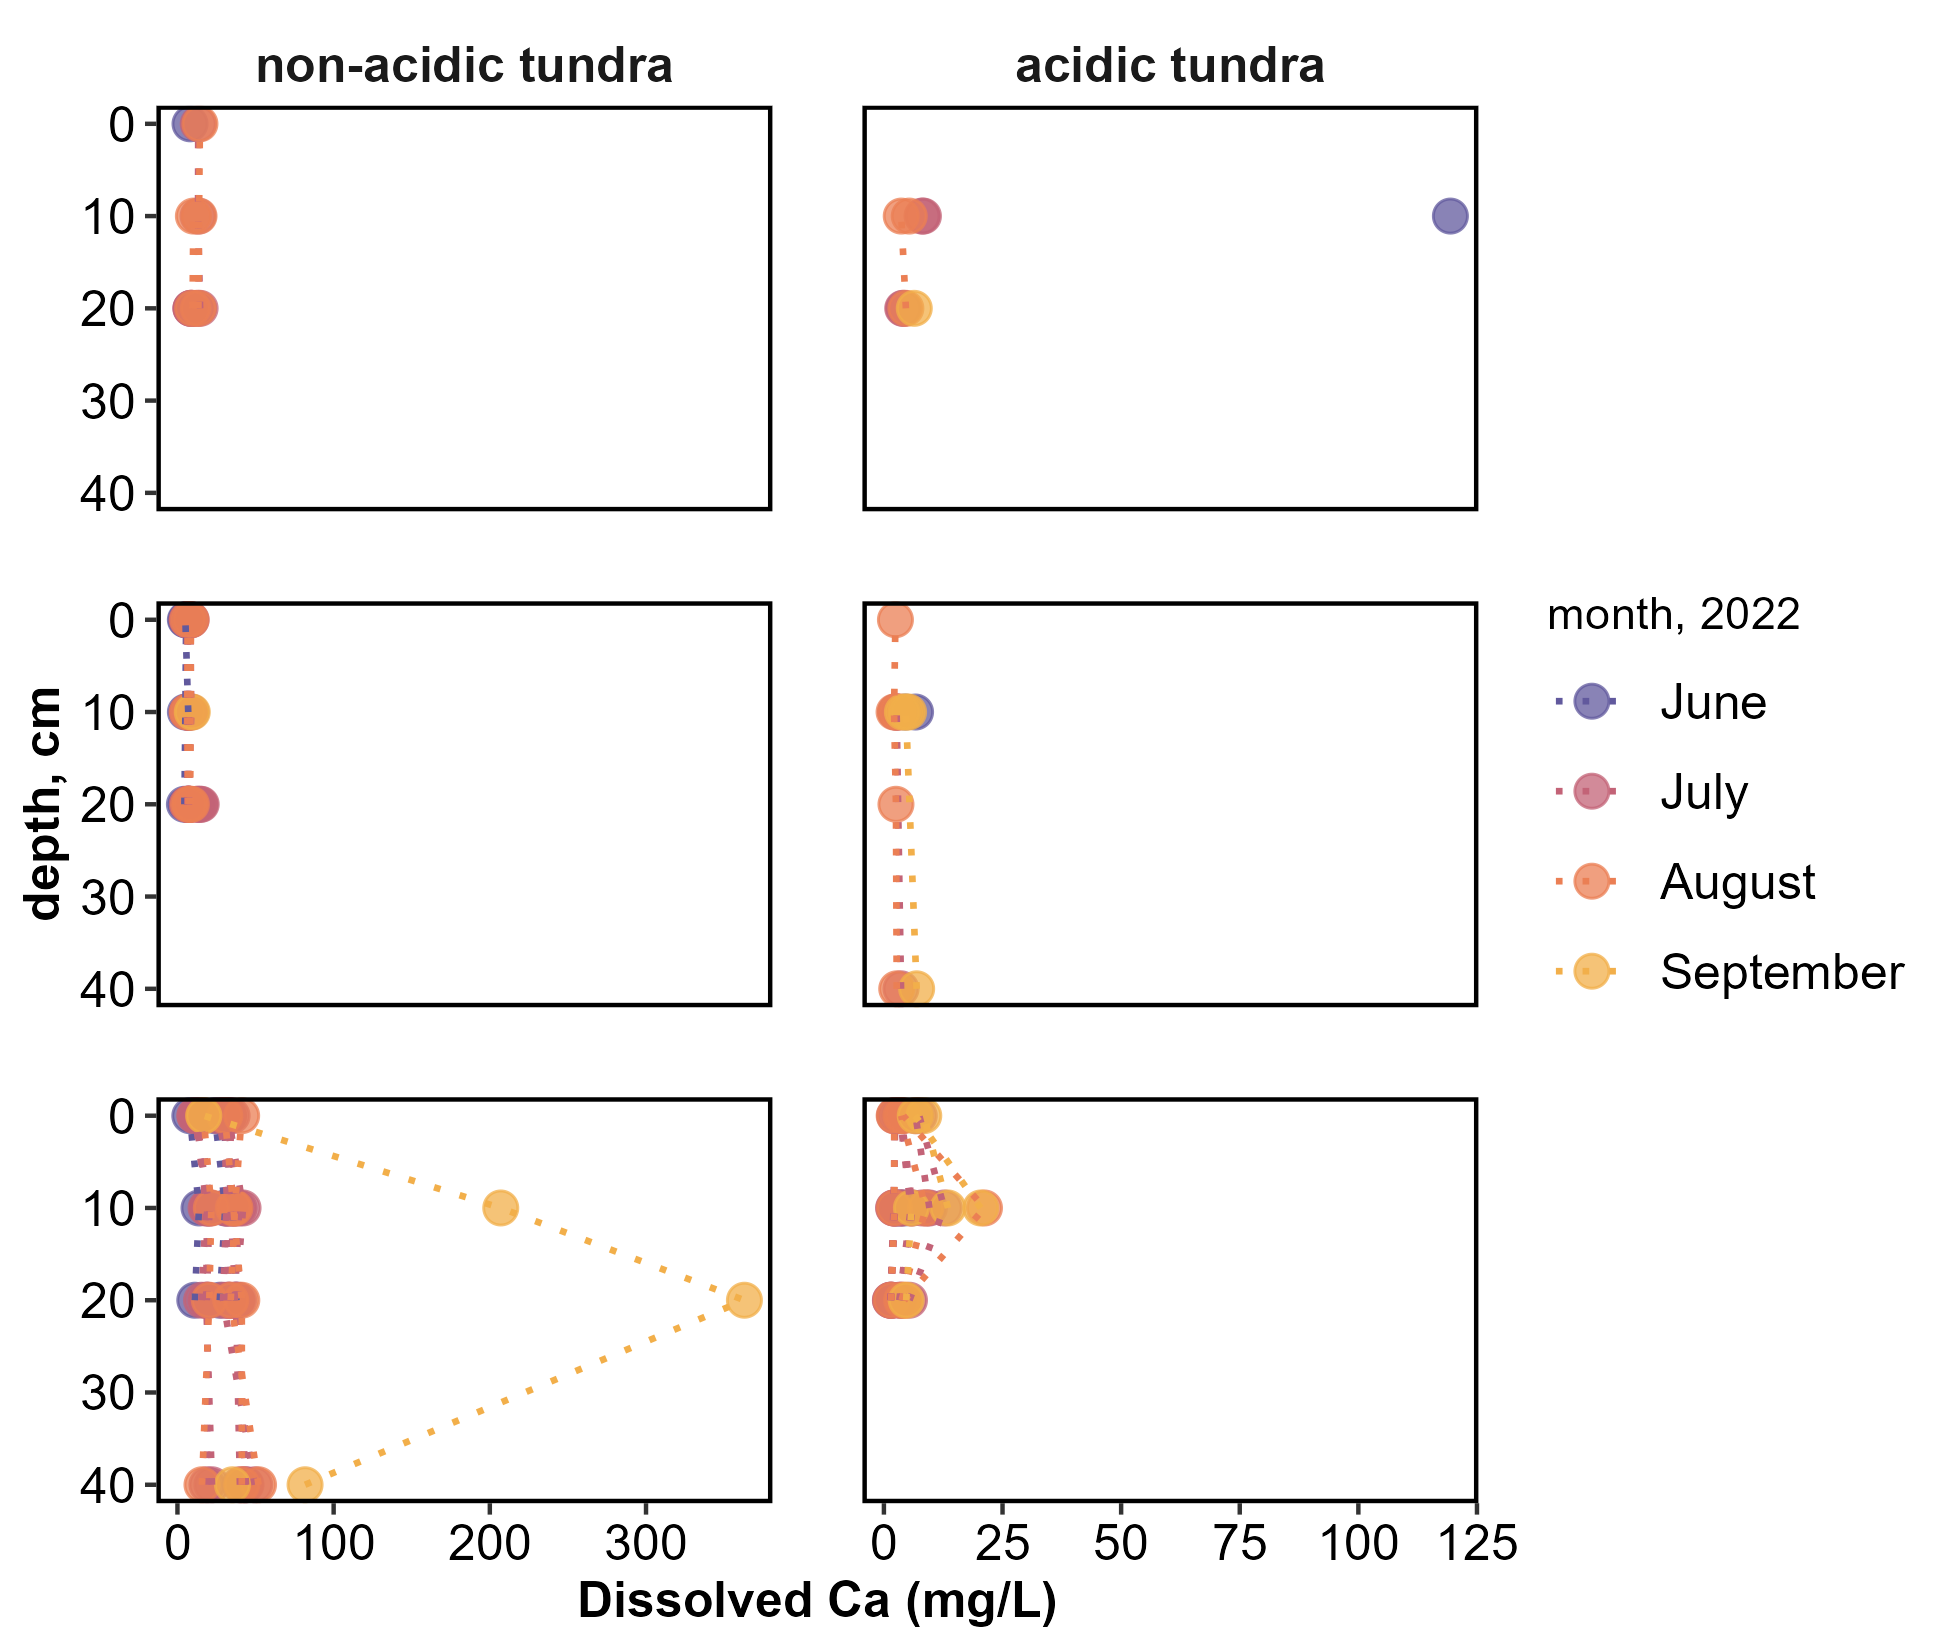 non-acidic tundra
acidic tundra
0
10
20
30
40
0
10
20
30
40
0
10
20
30
40
depth, cm
0 100 200 300
0 25 50 75 100 125
Dissolved Ca (mg/L)
month, 2022
June
July
August
September